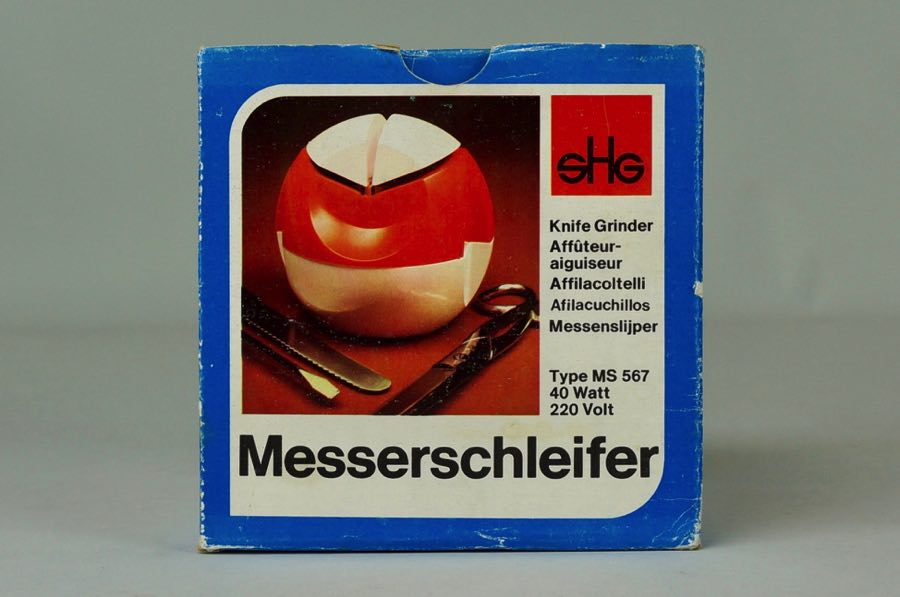 sHG
Knife Grinder
Affûteur-
aiguiseur
Affilacoltelli
Afilacuchillos
Messenslijper
Type MS 567
40 Watt
220 Volt
Messerschleifer